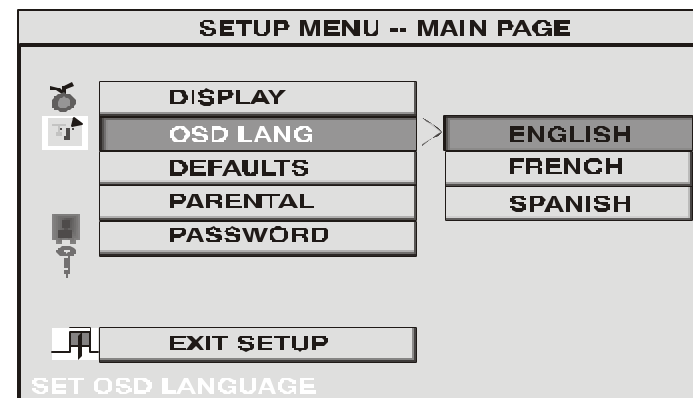 SETUP MENU -- MAIN PAGE
DISPLAY
OSD LANG
ENGLISH
DEFAULTS
FRENCH
PARENTAL
SPANISH
PASSWORD
EXIT SETUP
SET OSD LANGUAGE